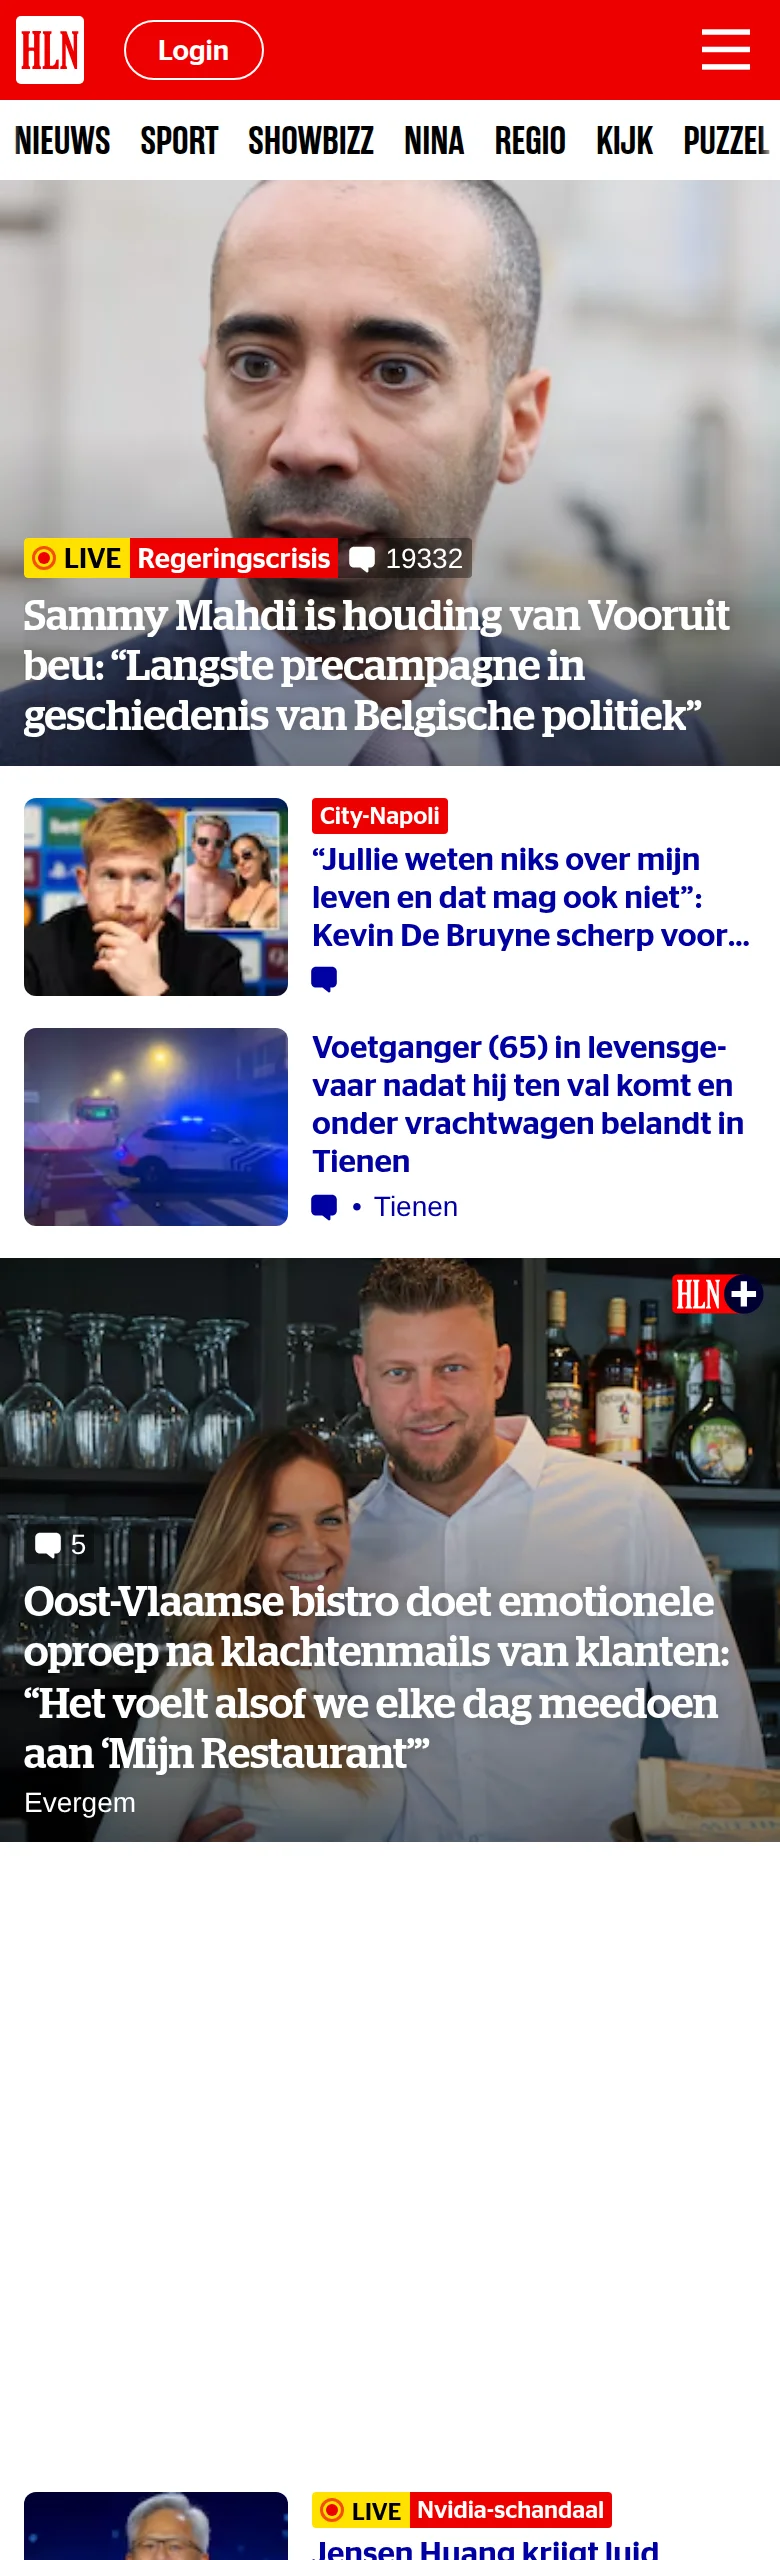 HLN
Login
NIEUWS SPORT SHOWBIZZ NINA REGIO KIJK PUZZEL
LIVE Regeringscrisis 19332
Sammy Mahdi is houding van Vooruit
beu: “Langste precampagne in
geschiedenis van Belgische politiek”
City-Napoli
“Jullie weten niks over mijn
leven en dat mag ook niet”:
Kevin De Bruyne scherp voor...
Voetganger (65) in levensge-
vaar nadat hij ten val komt en
onder vrachtwagen belandt in
Tienen
• Tienen
HLN+
5
Oost-Vlaamse bistro doet emotionele
oproep na klachtenmails van klanten:
“Het voelt alsof we elke dag meedoen
aan ‘Mijn Restaurant’”
Evergem
LIVE Nvidia-schandaal
Jensen Huang krijgt luid